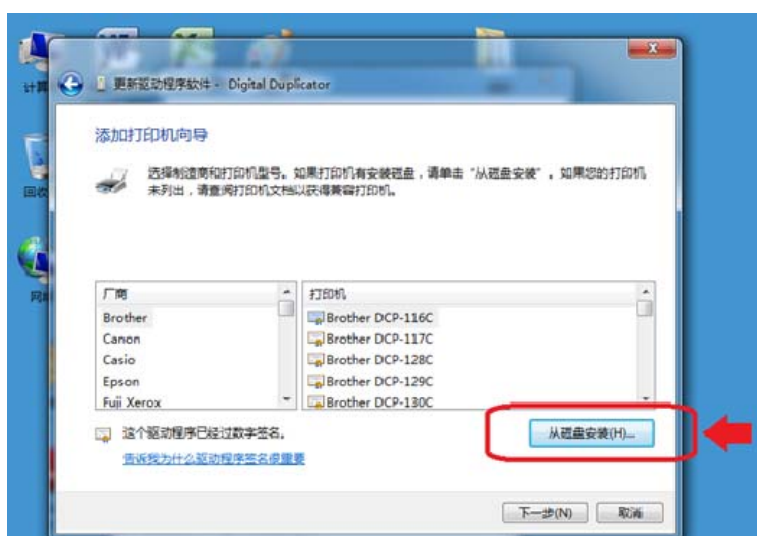 更新驱动程序软件 - Digital Duplicator
添加打印机向导
选择制造商和打印机型号。如果打印机有安装磁盘，请单击“从磁盘安装”。如果您的打印机
未列出，请查阅打印机文档以获得兼容打印机。
厂商
打印机
Brother
Brother DCP-116C
Canon
Brother DCP-117C
Casio
Brother DCP-128C
Epson
Brother DCP-129C
Fuji Xerox
Brother DCP-130C
这个驱动程序已经过数字签名。
从磁盘安装(H)...
告诉我为什么驱动程序签名很重要
下一步(N)
取消